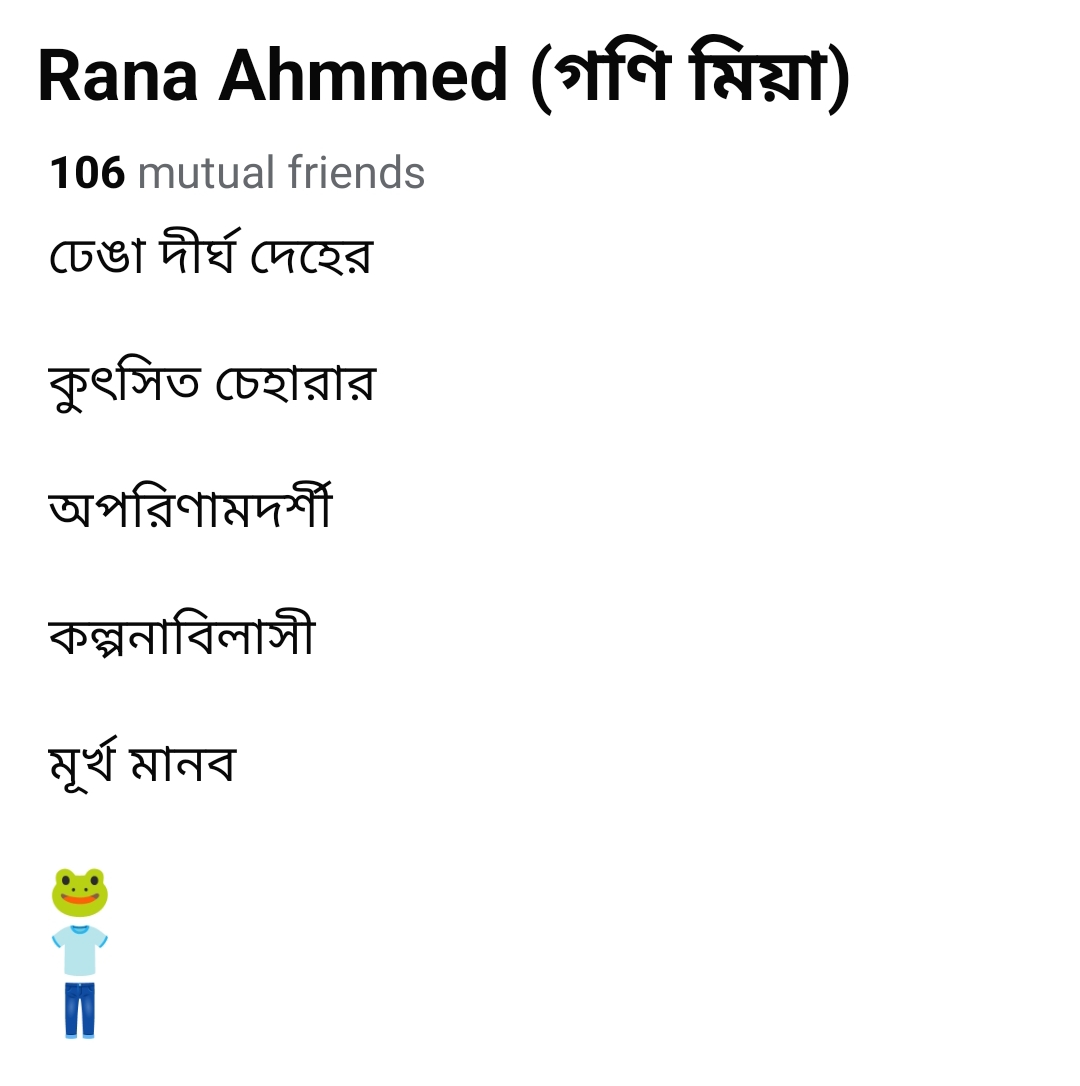 Rana Ahmmed (গণি মিয়া)
106 mutual friends
ঢেঙা দীর্ঘ দেহের
কুৎসিত চেহারার
অপরিণামদর্শী
কল্পনাবিলাসী
মূর্খ মানব
🐸
👕
👖